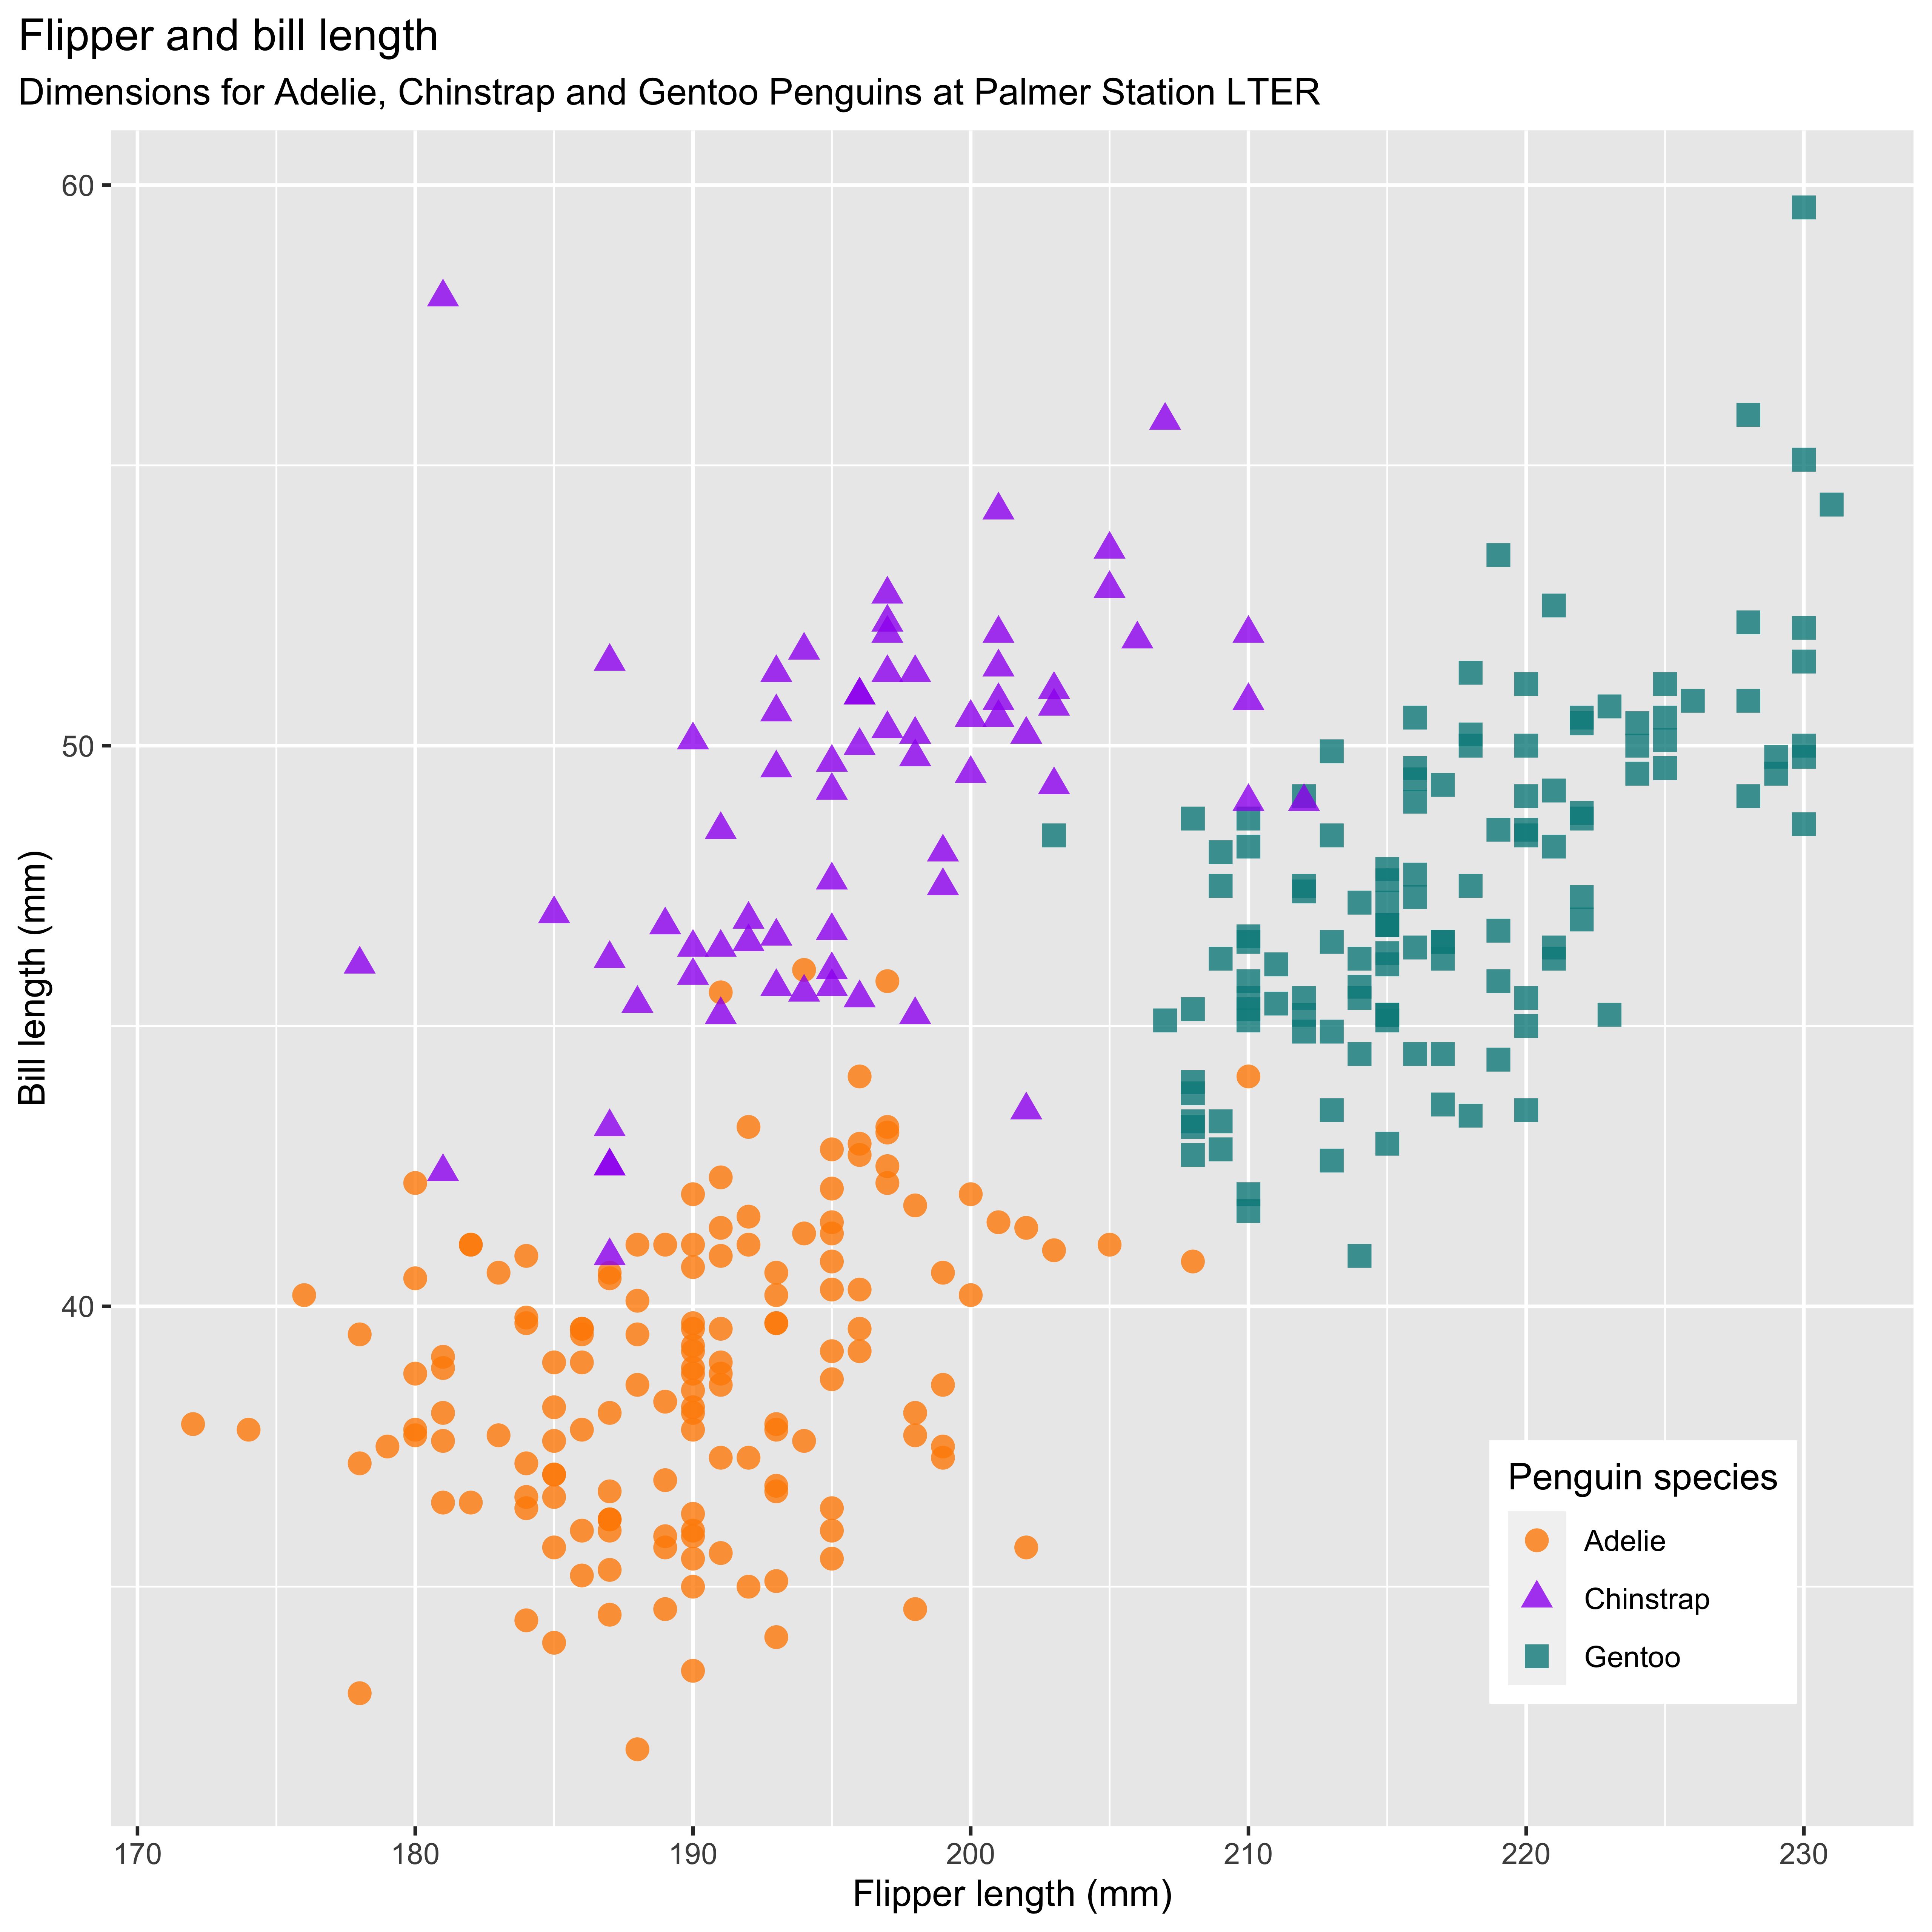 Flipper and bill length
Dimensions for Adelie, Chinstrap and Gentoo Penguins at Palmer Station LTER
60
50
40
Bill length (mm)
Penguin species
Adelie
Chinstrap
Gentoo
170 180 190 200 210 220 230
Flipper length (mm)